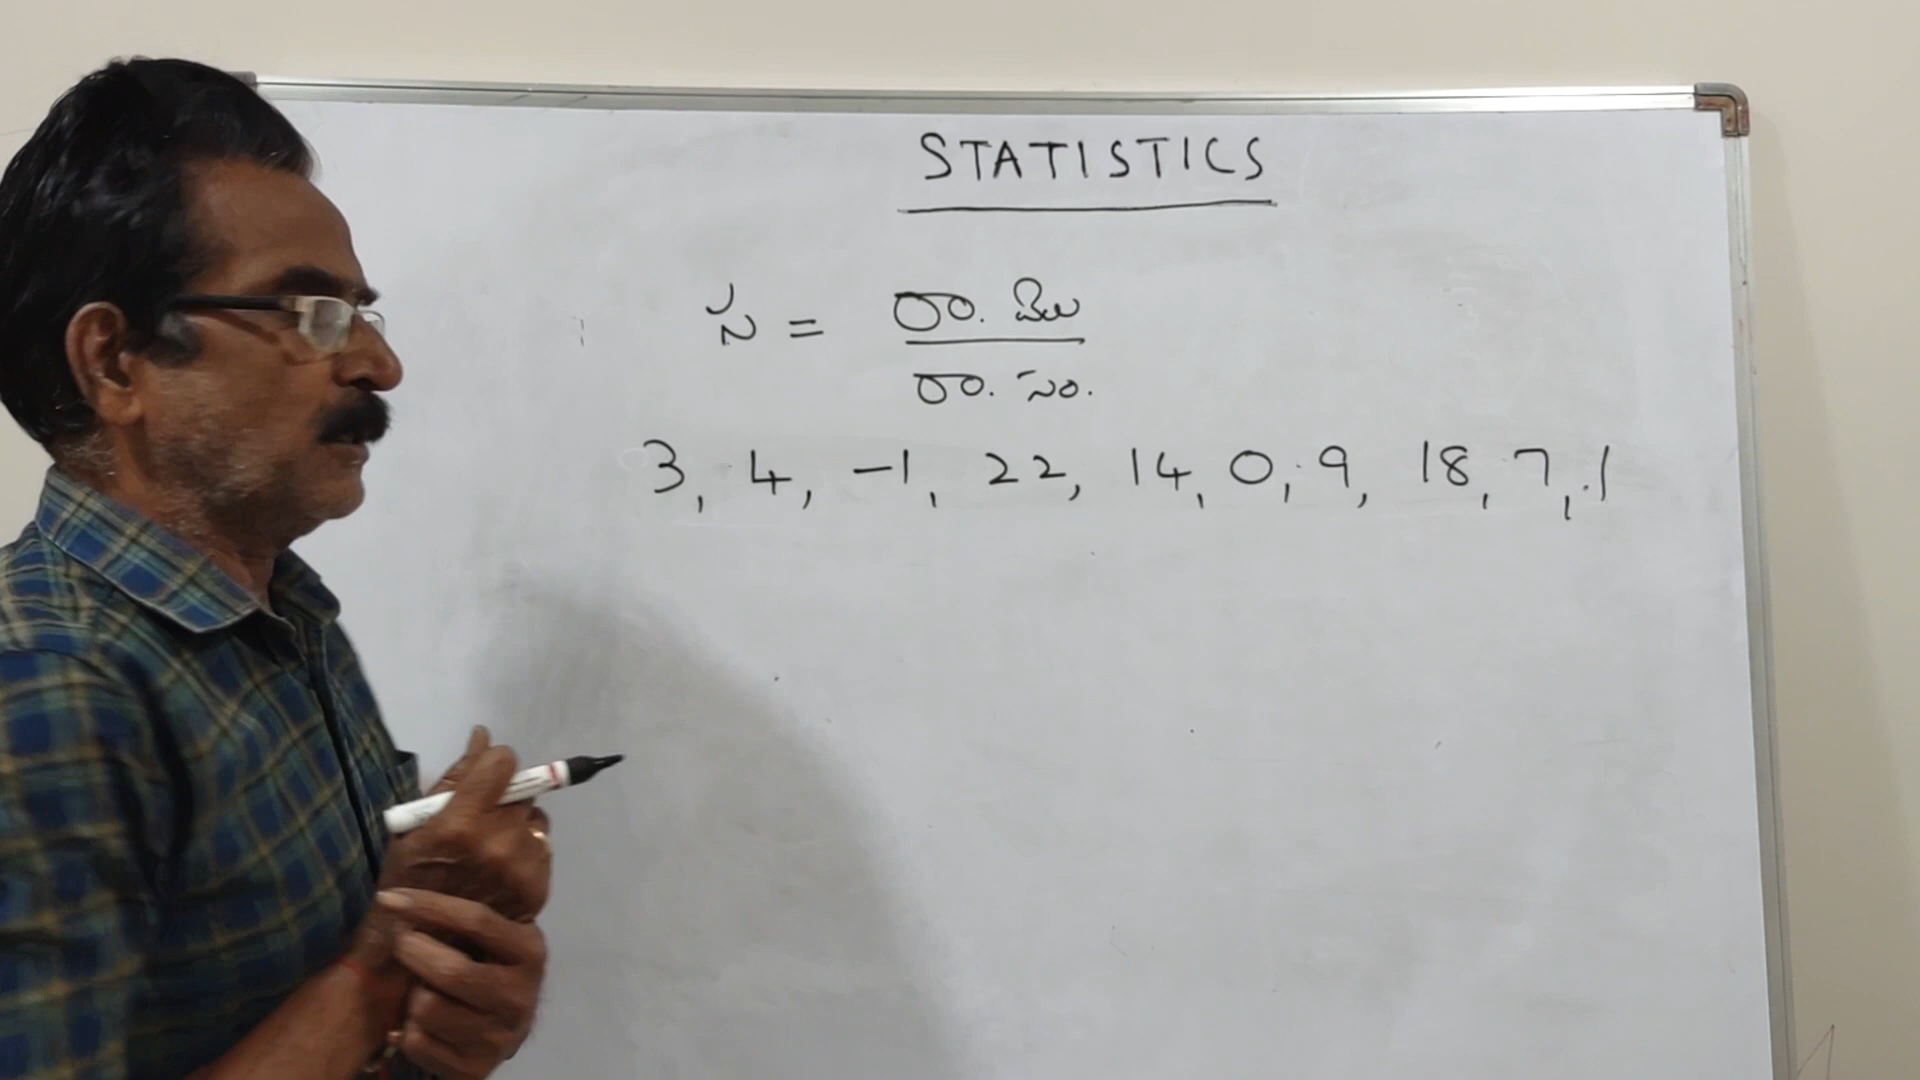 STATISTICS
స =
రా. మొ
రా. సం.
3, 4, -1, 22, 14, 0, 9, 18, 7, 1